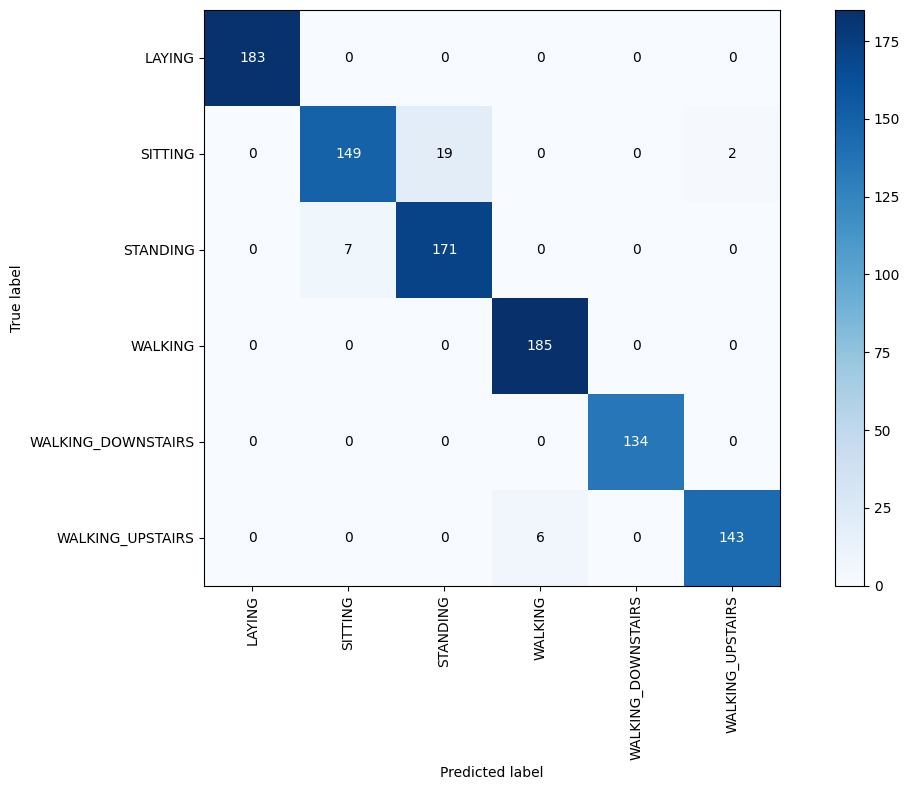 LAYING 183 0 0 0 0 0
SITTING 0 149 19 0 0 2
STANDING 0 7 171 0 0 0
WALKING 0 0 0 185 0 0
WALKING_DOWNSTAIRS 0 0 0 0 134 0
WALKING_UPSTAIRS 0 0 0 6 0 143
True label
LAYING
SITTING
STANDING
WALKING
WALKING_DOWNSTAIRS
WALKING_UPSTAIRS
Predicted label
175
150
125
100
75
50
25
0